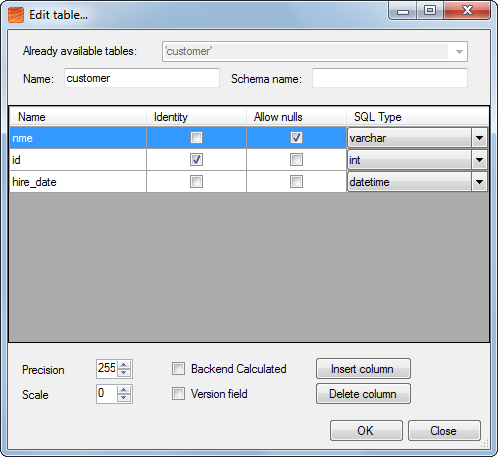 Edit table...
Already available tables: 'customer'
Name: customer Schema name:
Name Identity Allow nulls SQL Type
nme varchar
id int
hire_date datetime
Precision 255 Backend Calculated Insert column
Scale 0 Version field Delete column
OK Close